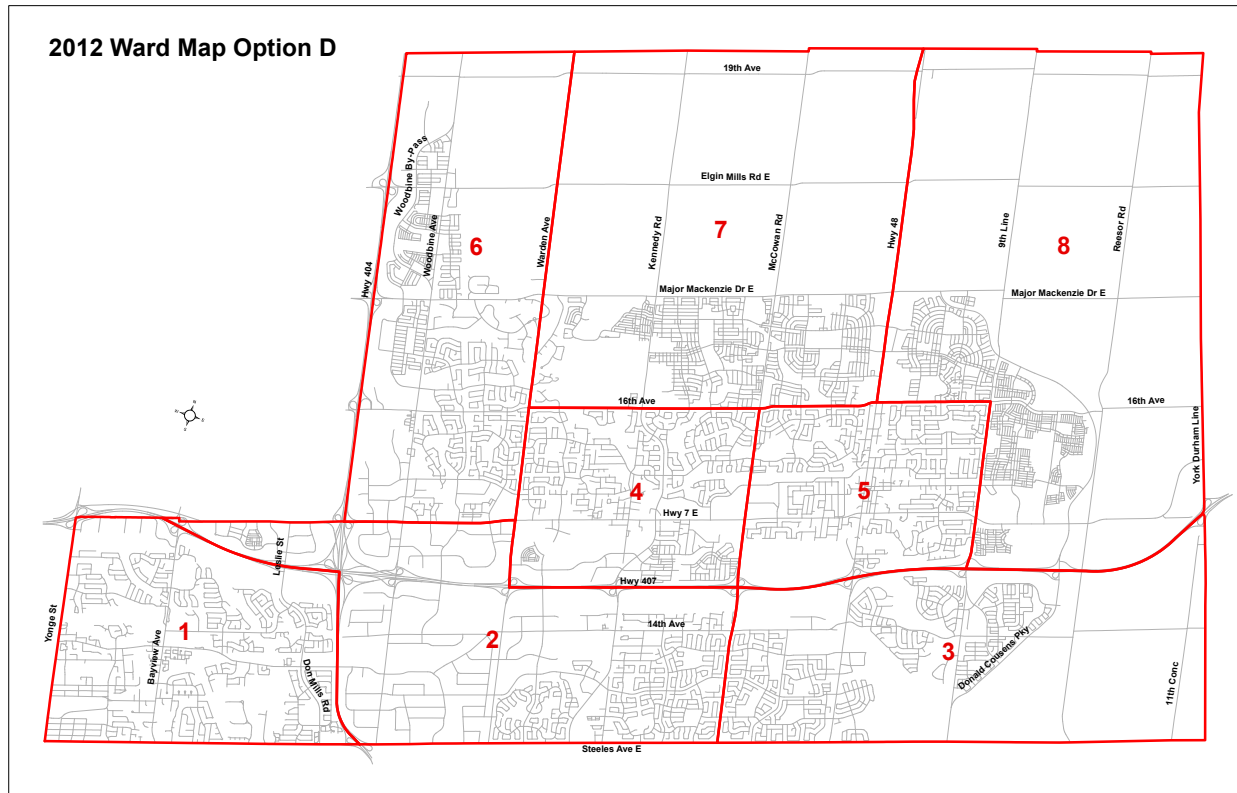 2012 Ward Map Option D
19th Ave
Woodbine By-Pass
Elgin Mills Rd E
7
6
8
Woodbine Ave
Warden Ave
Kennedy Rd
McCowan Rd
Hwy 48
9th Line
Reesor Rd
Hwy 404
Major Mackenzie Dr E
Major Mackenzie Dr E
16th Ave
16th Ave
York Durham Line
4
5
Hwy 7 E
Leslie St
Hwy 407
Yonge St
1
Bayview Ave
2
14th Ave
3
Don Mills Rd
Donald Cousens Pky
11th Conc
Steeles Ave E